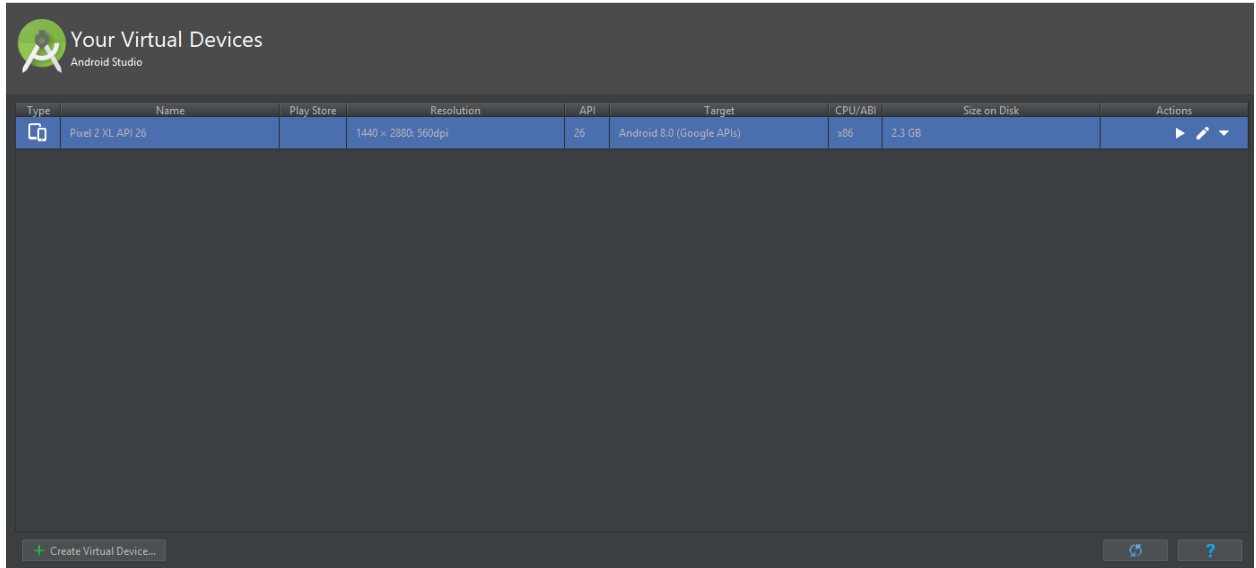 Your Virtual Devices
Android Studio
Type Name Play Store Resolution API Target CPU/ABI Size on Disk Actions
Pixel 2 XL API 26 1440 × 2880: 560dpi 26 Android 8.0 (Google APIs) x86 2.3 GB
+ Create Virtual Device... ?